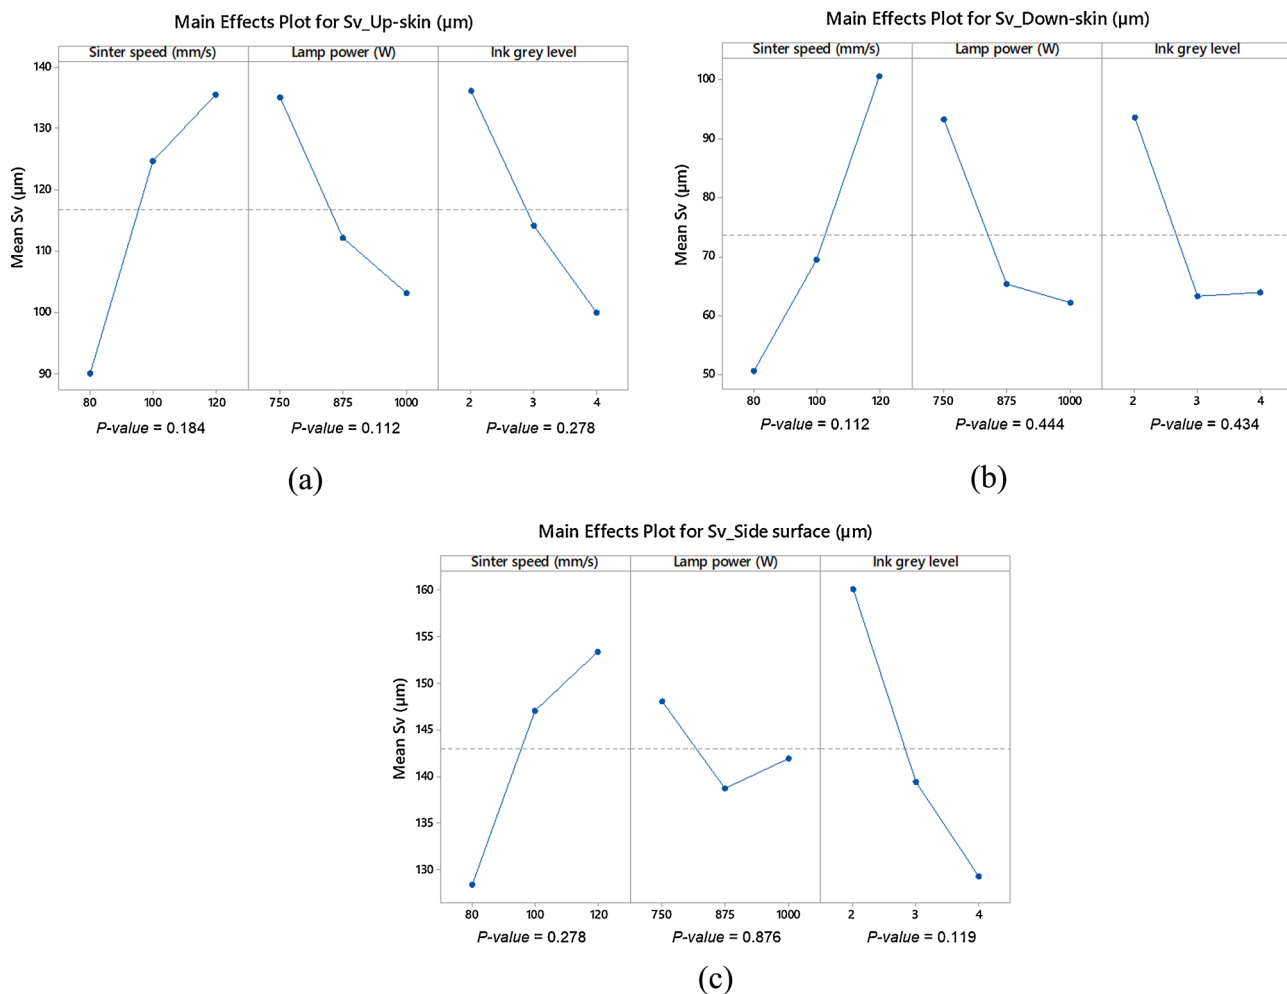 Main Effects Plot for Sv_Up-skin (µm)
Sinter speed (mm/s) Lamp power (W) Ink grey level
Mean Sv (µm)
140
130
120
110
100
90
80 100 120 750 875 1000 2 3 4
P-value = 0.184 P-value = 0.112 P-value = 0.278
(a)
Main Effects Plot for Sv_Down-skin (µm)
Sinter speed (mm/s) Lamp power (W) Ink grey level
Mean Sv (µm)
100
90
80
70
60
50
80 100 120 750 875 1000 2 3 4
P-value = 0.112 P-value = 0.444 P-value = 0.434
(b)
Main Effects Plot for Sv_Side surface (µm)
Sinter speed (mm/s) Lamp power (W) Ink grey level
Mean Sv (µm)
160
155
150
145
140
135
130
80 100 120 750 875 1000 2 3 4
P-value = 0.278 P-value = 0.876 P-value = 0.119
(c)